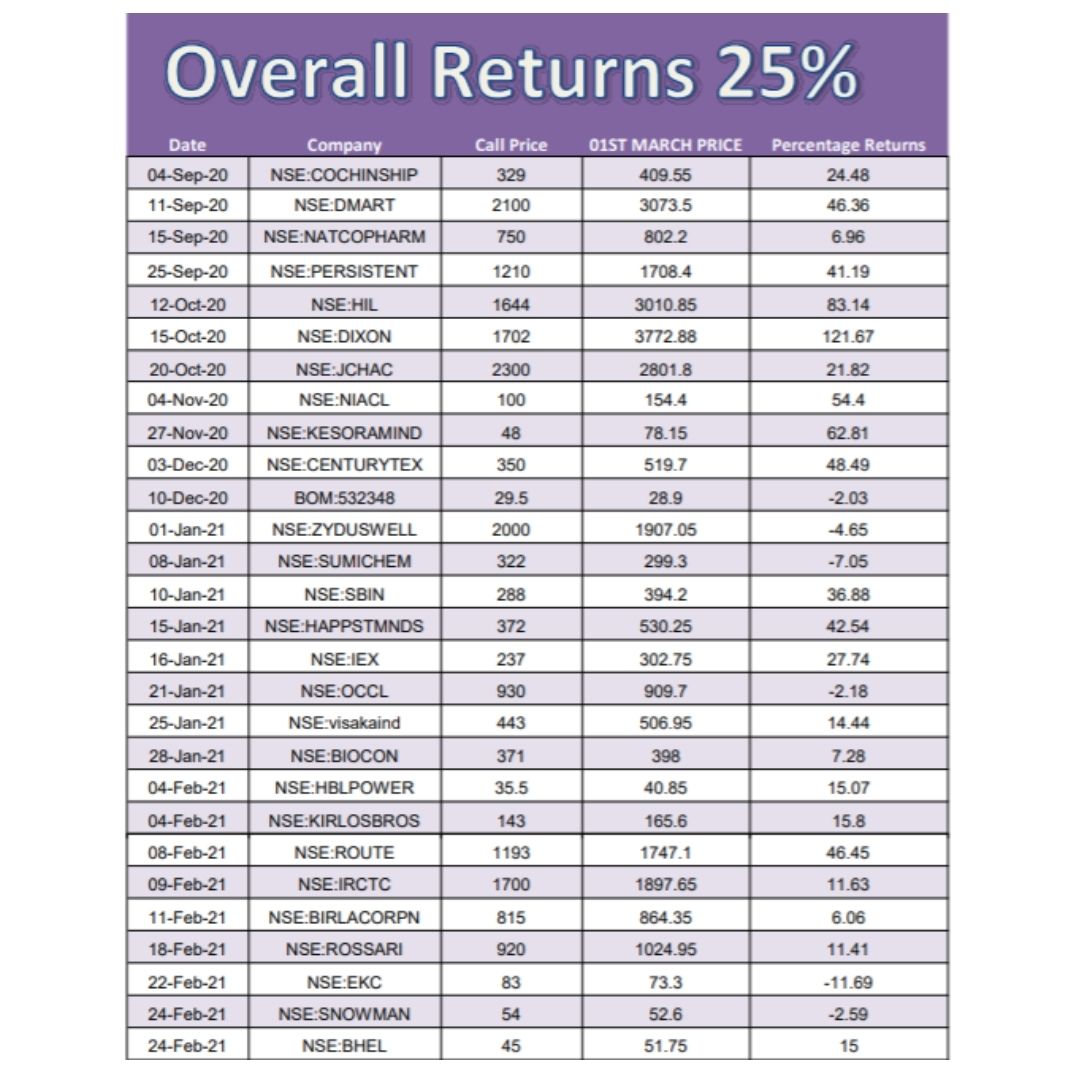 Overall Returns 25%
Date Company Call Price 01ST MARCH PRICE Percentage Returns
04-Sep-20 NSE:COCHINSHIP 329 409.55 24.48
11-Sep-20 NSE:DMART 2100 3073.5 46.36
15-Sep-20 NSE:NATCOPHARM 750 802.2 6.96
25-Sep-20 NSE:PERSISTENT 1210 1708.4 41.19
12-Oct-20 NSE:HIL 1644 3010.85 83.14
15-Oct-20 NSE:DIXON 1702 3772.88 121.67
20-Oct-20 NSE:JCHAC 2300 2801.8 21.82
04-Nov-20 NSE:NIACL 100 154.4 54.4
27-Nov-20 NSE:KESORAMIND 48 78.15 62.81
03-Dec-20 NSE:CENTURYTEX 350 519.7 48.49
10-Dec-20 BOM:532348 29.5 28.9 -2.03
01-Jan-21 NSE:ZYDUSWELL 2000 1907.05 -4.65
08-Jan-21 NSE:SUMICHEM 322 299.3 -7.05
10-Jan-21 NSE:SBIN 288 394.2 36.88
15-Jan-21 NSE:HAPPSTMNDS 372 530.25 42.54
16-Jan-21 NSE:IEX 237 302.75 27.74
21-Jan-21 NSE:OCCL 930 909.7 -2.18
25-Jan-21 NSE:visakaind 443 506.95 14.44
28-Jan-21 NSE:BIOCON 371 398 7.28
04-Feb-21 NSE:HBLPOWER 35.5 40.85 15.07
04-Feb-21 NSE:KIRLOSBROS 143 165.6 15.8
08-Feb-21 NSE:ROUTE 1193 1747.1 46.45
09-Feb-21 NSE:IRCTC 1700 1897.65 11.63
11-Feb-21 NSE:BIRLACORPN 815 864.35 6.06
18-Feb-21 NSE:ROSSARI 920 1024.95 11.41
22-Feb-21 NSE:EKC 83 73.3 -11.69
24-Feb-21 NSE:SNOWMAN 54 52.6 -2.59
24-Feb-21 NSE:BHEL 45 51.75 15